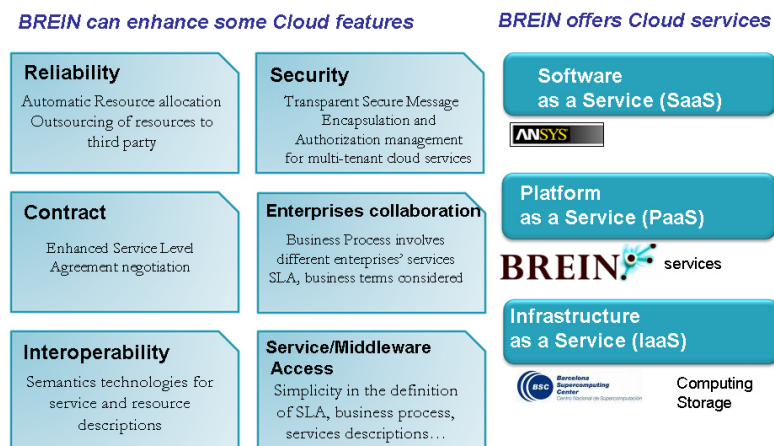 BREIN can enhance some Cloud features
Reliability
Automatic Resource allocation
Outsourcing of resources to
third party
Security
Transparent Secure Message
Encapsulation and
Authorization management
for multi-tenant cloud services
Contract
Enhanced Service Level
Agreement negotiation
Enterprises collaboration
Business Process involves
different enterprises' services
SLA, business terms considered
Interoperability
Semantics technologies for
service and resource
descriptions
Service/Middleware
Access
Simplicity in the definition
of SLA, business process,
services descriptions…
BREIN offers Cloud services
Software
as a Service (SaaS)
ANSYS
Platform
as a Service (PaaS)
BREIN services
Infrastructure
as a Service (IaaS)
BSC
Barcelona
Supercomputing
Center
Centro Nacional de Supercomputación
Computing
Storage